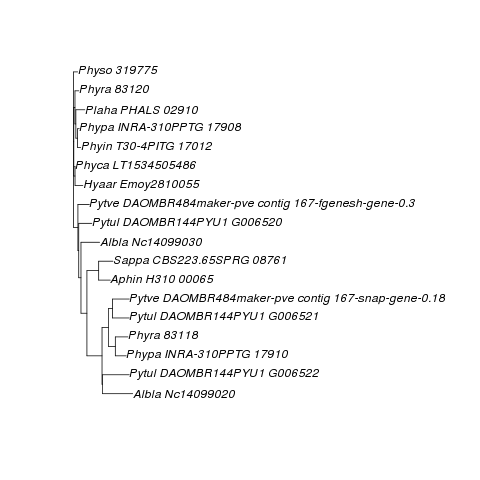 Physo 319775
Phyra 83120
Plaha PHALS 02910
Phypa INRA-310PPTG 17908
Phyin T30-4PITG 17012
Phyca LT1534505486
Hyaar Emoy2810055
Pytve DAOMBR484maker-pve contig 167-fgenesh-gene-0.3
Pytul DAOMBR144PYU1 G006520
Albla Nc14099030
Sappa CBS223.65SPRG 08761
Aphin H310 00065
Pytve DAOMBR484maker-pve contig 167-snap-gene-0.18
Pytul DAOMBR144PYU1 G006521
Phyra 83118
Phypa INRA-310PPTG 17910
Pytul DAOMBR144PYU1 G006522
Albla Nc14099020